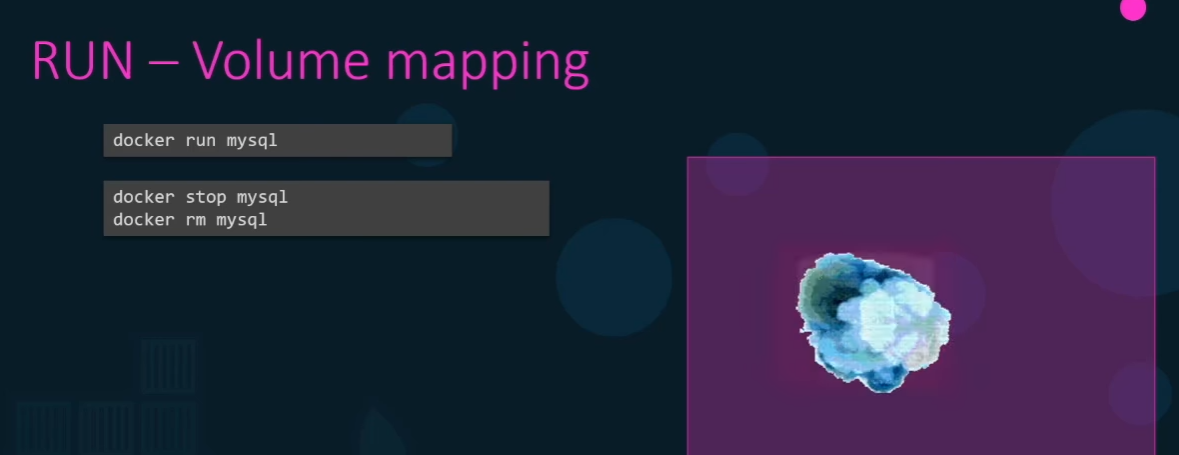 RUN – Volume mapping
docker run mysql
docker stop mysql
docker rm mysql